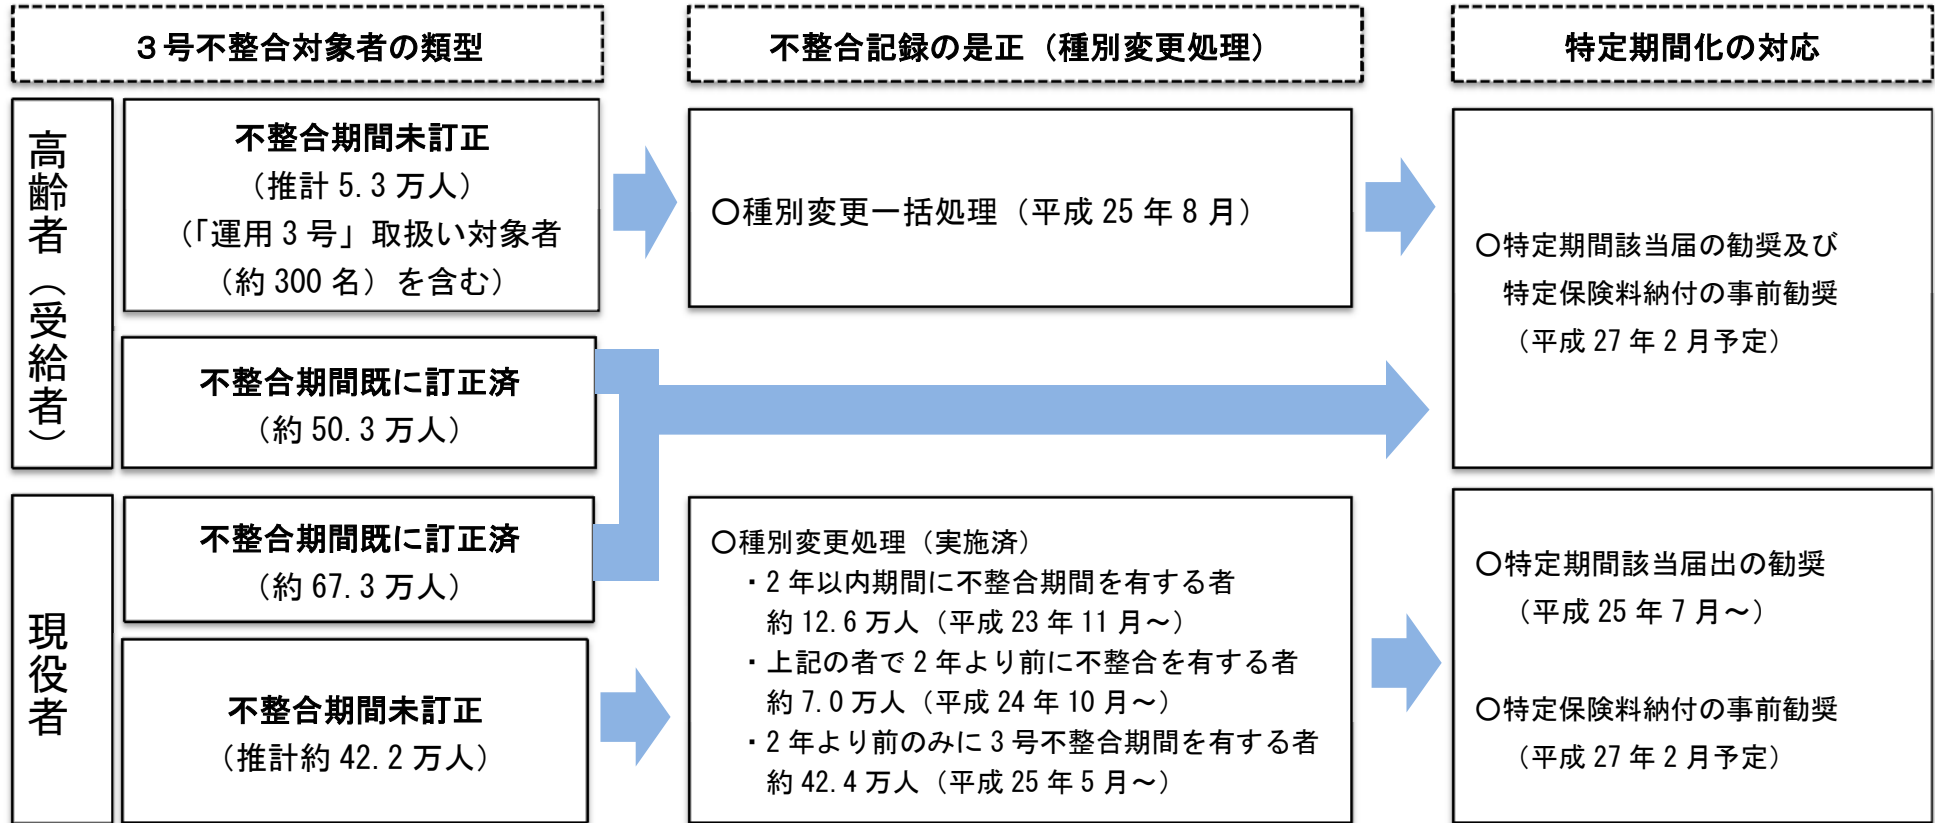 3号不整合対象者の類型
不整合記録の是正(種別変更処理)
特定期間化の対応
高齢者(受給者)
不整合期間未訂正
(推計 5.3 万人)
(「運用 3 号」取扱い対象者
(約 300 名)を含む)
〇種別変更一括処理(平成 25 年 8 月)
〇特定期間該当届の勧奨及び
特定保険料納付の事前勧奨
(平成 27 年 2 月予定)
不整合期間既に訂正済
(約 50.3 万人)
現役者
不整合期間既に訂正済
(約 67.3 万人)
不整合期間未訂正
(推計約 42.2 万人)
〇種別変更処理(実施済)
・2 年以内期間に不整合期間を有する者
約 12.6 万人(平成 23 年 11 月~)
・上記の者で 2 年より前に不整合を有する者
約 7.0 万人(平成 24 年 10 月~)
・2 年より前のみに 3 号不整合期間を有する者
約 42.4 万人(平成 25 年 5 月~)
〇特定期間該当届出の勧奨
(平成 25 年 7 月~)
〇特定保険料納付の事前勧奨
(平成 27 年 2 月予定)